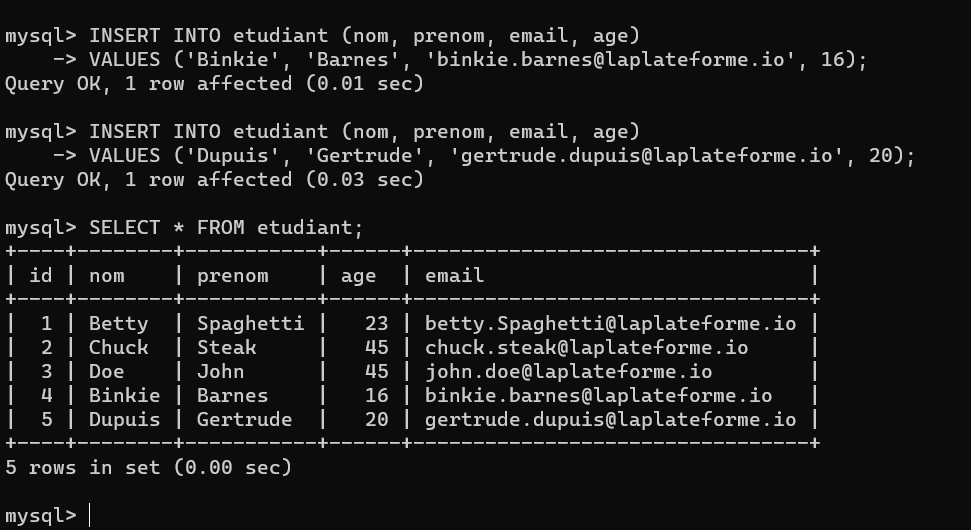 mysql> INSERT INTO etudiant (nom, prenom, email, age)
    -> VALUES ('Binkie', 'Barnes', 'binkie.barnes@laplateforme.io', 16);
Query OK, 1 row affected (0.01 sec)

mysql> INSERT INTO etudiant (nom, prenom, email, age)
    -> VALUES ('Dupuis', 'Gertrude', 'gertrude.dupuis@laplateforme.io', 20);
Query OK, 1 row affected (0.03 sec)

mysql> SELECT * FROM etudiant;
+----+--------+-----------+------+---------------------------------+
| id | nom    | prenom    | age  | email                           |
+----+--------+-----------+------+---------------------------------+
|  1 | Betty  | Spaghetti |   23 | betty.Spaghetti@laplateforme.io |
|  2 | Chuck  | Steak     |   45 | chuck.steak@laplateforme.io     |
|  3 | Doe    | John      |   45 | john.doe@laplateforme.io        |
|  4 | Binkie | Barnes    |   16 | binkie.barnes@laplateforme.io   |
|  5 | Dupuis | Gertrude  |   20 | gertrude.dupuis@laplateforme.io |
+----+--------+-----------+------+---------------------------------+
5 rows in set (0.00 sec)

mysql>